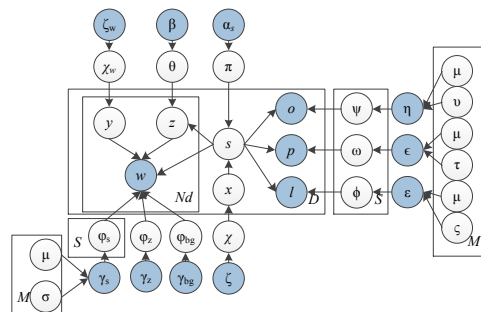 ζw β αs
χw θ π
y z s o ψ η μ
υ
w p ω ϵ μ
τ
Nd x l D ϕ S ε μ
ς M
S φs φz φbg χ
μ
M σ γs γz γbg ζ